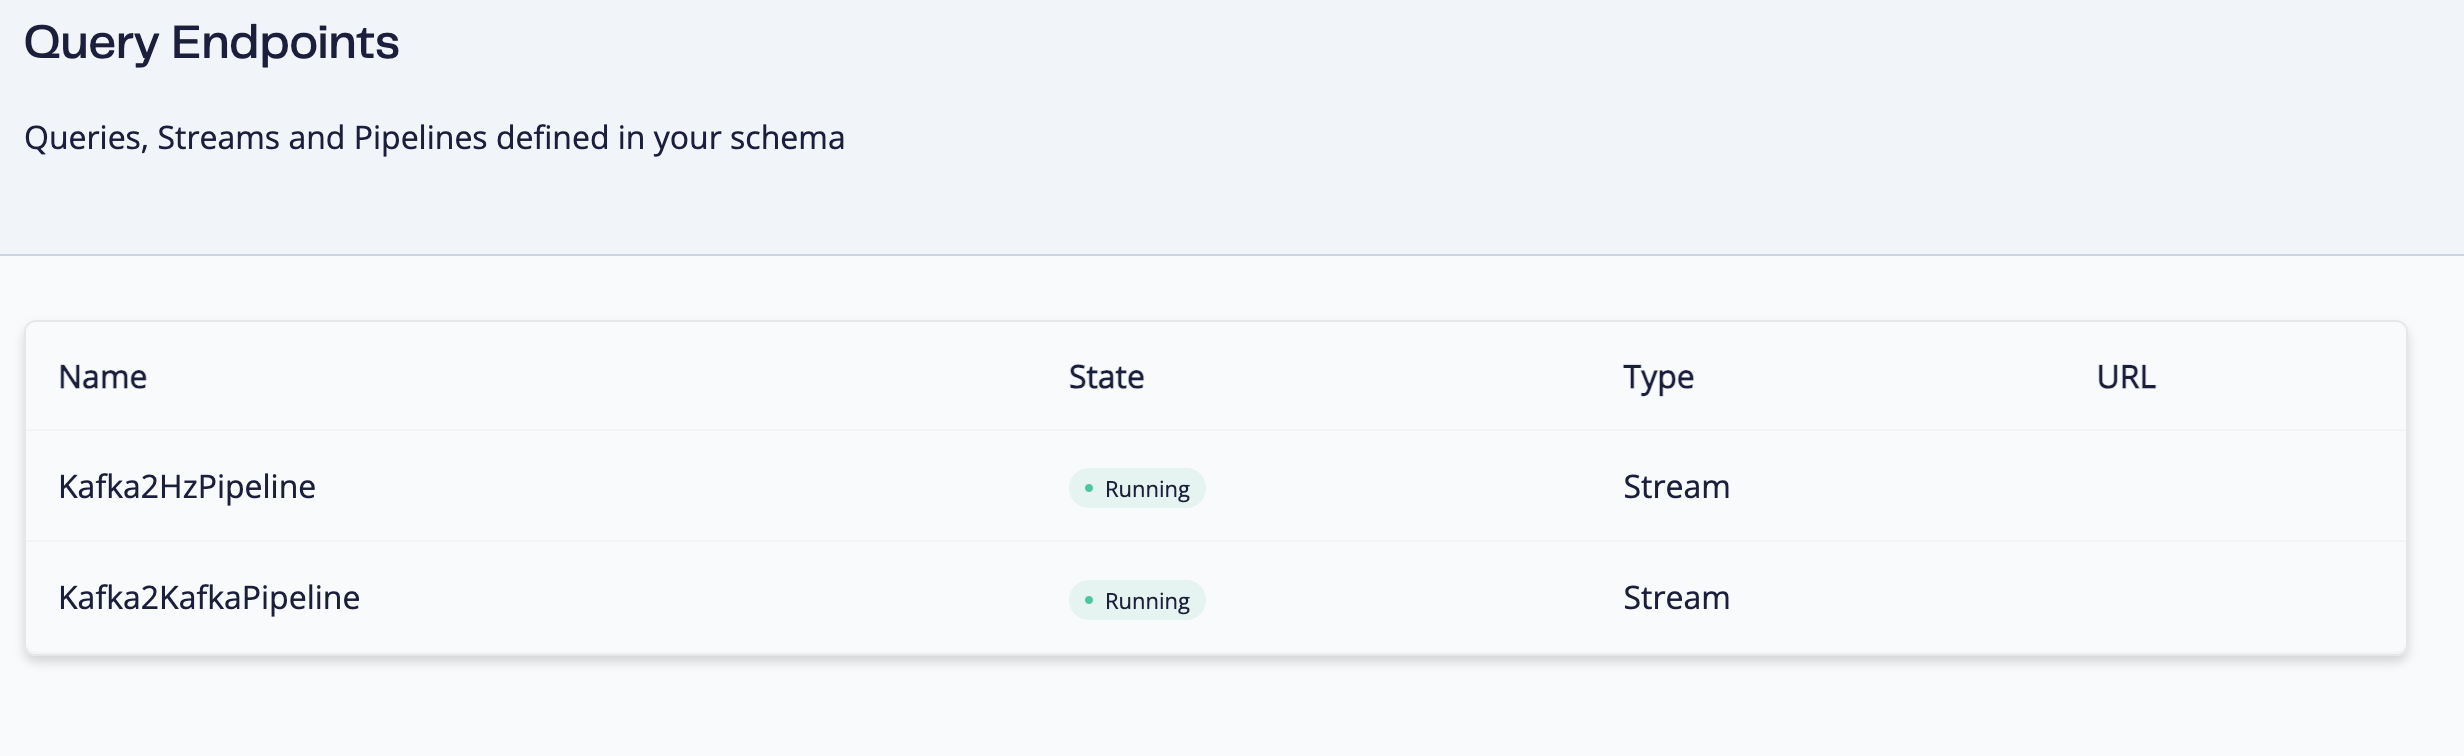 Query Endpoints
Queries, Streams and Pipelines defined in your schema
Name State Type URL
Kafka2HzPipeline Running Stream
Kafka2KafkaPipeline Running Stream